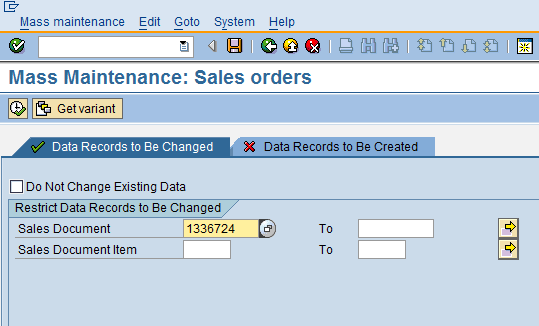 Mass maintenance Edit Goto System Help
Mass Maintenance: Sales orders
Get variant
Data Records to Be Changed Data Records to Be Created
Do Not Change Existing Data
Restrict Data Records to Be Changed
Sales Document 1336724 To
Sales Document Item To